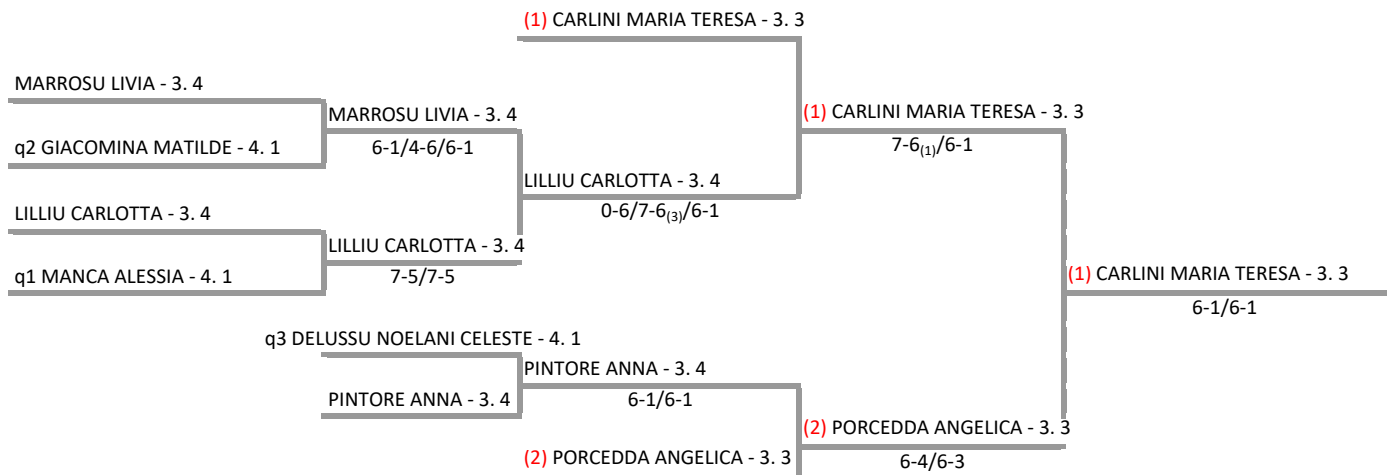 (1) CARLINI MARIA TERESA - 3. 3
MARROSU LIVIA - 3. 4
MARROSU LIVIA - 3. 4
(1) CARLINI MARIA TERESA - 3. 3
6-1/4-6/6-1
7-6(1)/6-1
q2 GIACOMINA MATILDE - 4. 1
LILLIU CARLOTTA - 3. 4
0-6/7-6(3)/6-1
LILLIU CARLOTTA - 3. 4
LILLIU CARLOTTA - 3. 4
7-5/7-5
q1 MANCA ALESSIA - 4. 1
(1) CARLINI MARIA TERESA - 3. 3
6-1/6-1
q3 DELUSSU NOELANI CELESTE - 4. 1
PINTORE ANNA - 3. 4
6-1/6-1
PINTORE ANNA - 3. 4
(2) PORCEDDA ANGELICA - 3. 3
6-4/6-3
(2) PORCEDDA ANGELICA - 3. 3